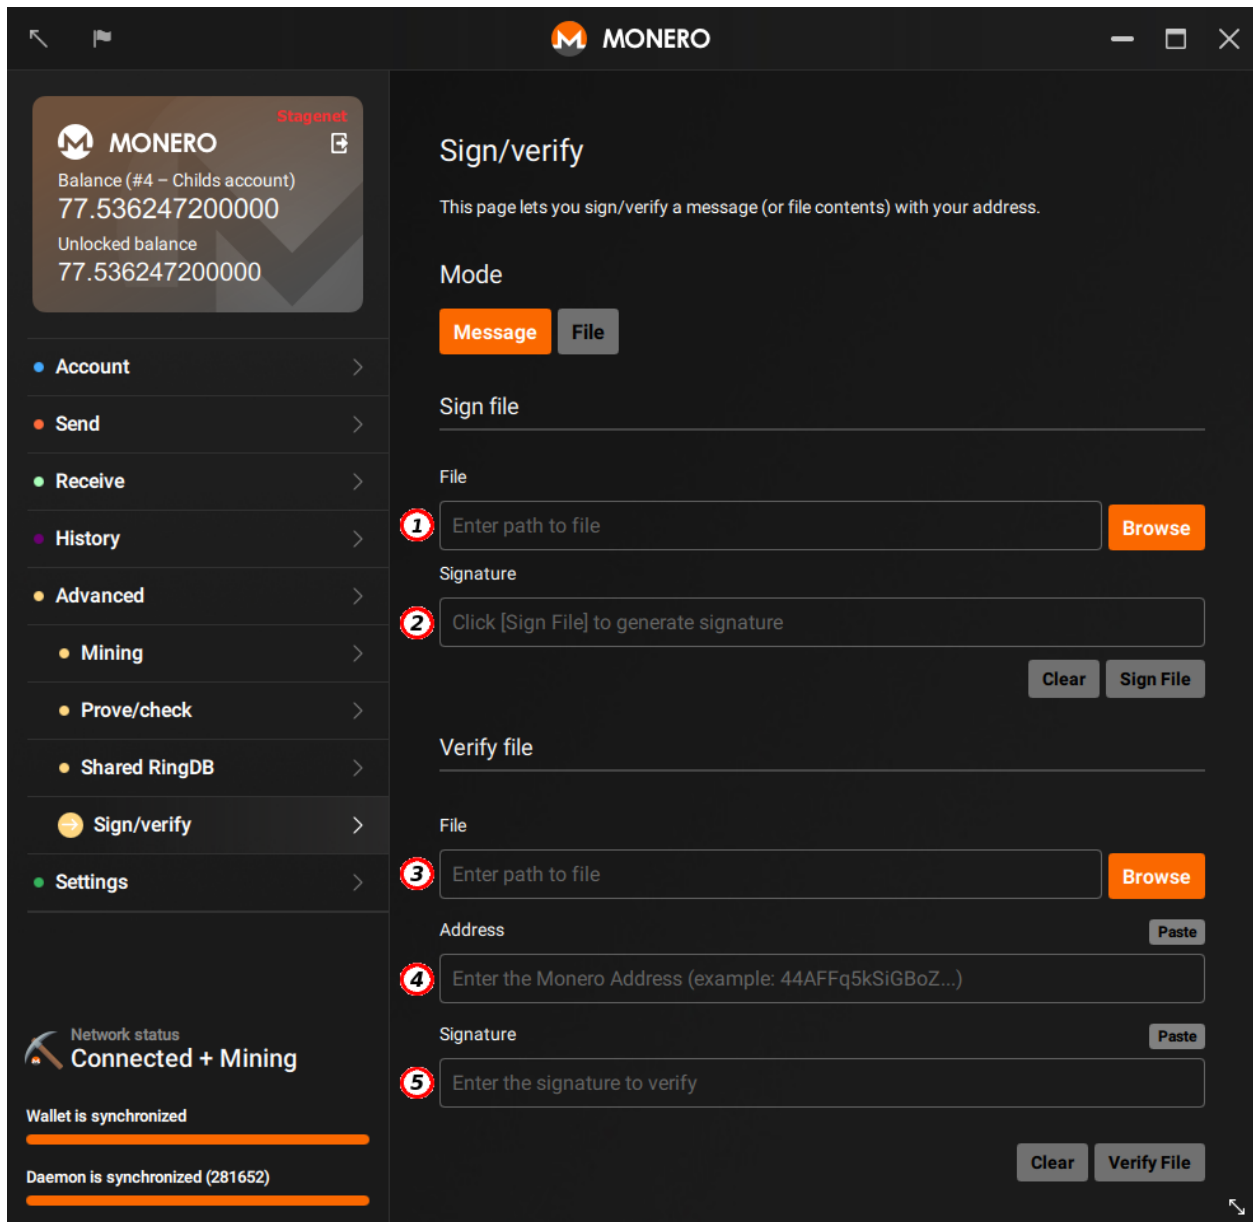 MONERO
Stagenet
MONERO
Balance (#4 – Childs account)
77.536247200000
Unlocked balance
77.536247200000
Account
Send
Receive
History
Advanced
Mining
Prove/check
Shared RingDB
Sign/verify
Settings
Network status
Connected + Mining
Wallet is synchronized
Daemon is synchronized (281652)
Sign/verify
This page lets you sign/verify a message (or file contents) with your address.
Mode
Message File
Sign file
File
1 Enter path to file Browse
Signature
2 Click [Sign File] to generate signature
Clear Sign File
Verify file
File
3 Enter path to file Browse
Address Paste
4 Enter the Monero Address (example: 44AFFq5kSiGBoZ...)
Signature Paste
5 Enter the signature to verify
Clear Verify File